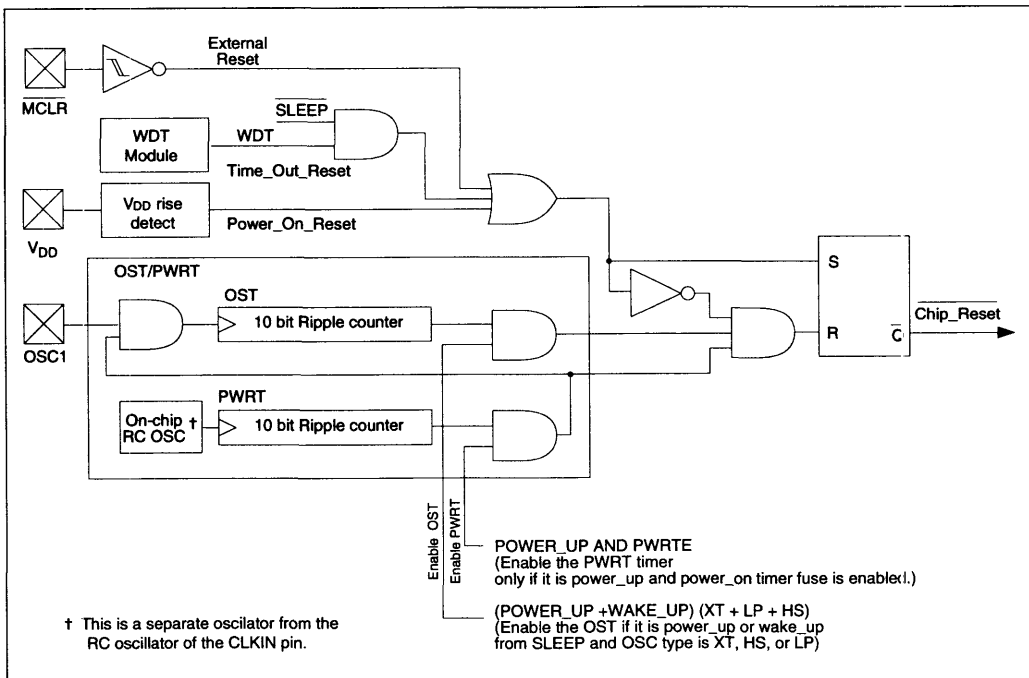 External
Reset
MCLR
SLEEP
WDT
Module
WDT
Time_Out_Reset
VDD rise
detect
Power_On_Reset
VDD
OST/PWRT
OST
10 bit Ripple counter
OSC1
S
R
Q
Chip_Reset
PWRT
On-chip †
RC OSC
10 bit Ripple counter
Enable OST
Enable PWRT
POWER_UP AND PWRTE
(Enable the PWRT timer
only if it is power_up and power_on timer fuse is enabled.)
(POWER_UP +WAKE_UP) (XT + LP + HS)
(Enable the OST if it is power_up or wake_up
from SLEEP and OSC type is XT, HS, or LP)
† This is a separate oscilator from the
RC oscillator of the CLKIN pin.